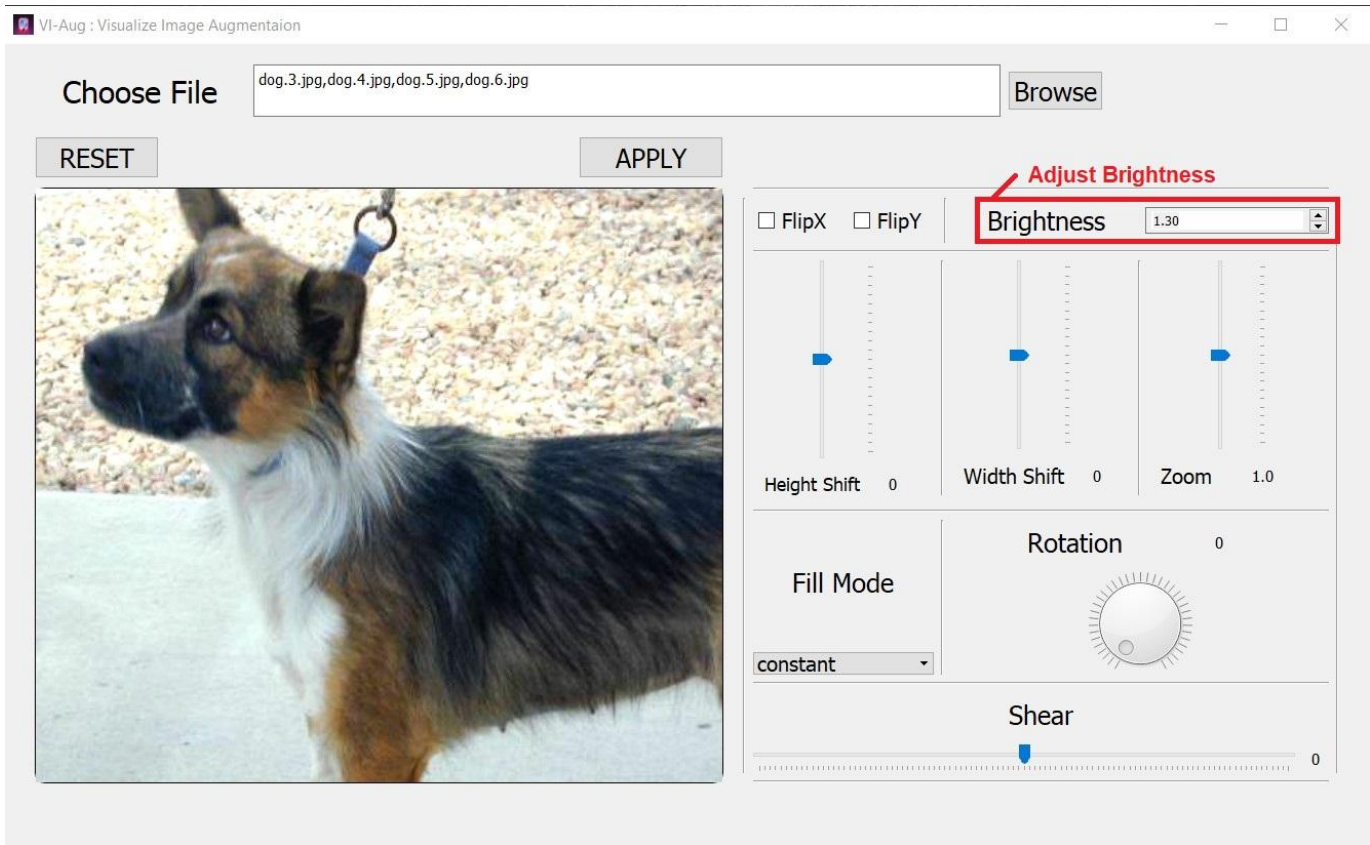 VI-Aug : Visualize Image Augmentaion
Choose File
dog.3.jpg,dog.4.jpg,dog.5.jpg,dog.6.jpg
Browse
RESET
APPLY
Adjust Brightness
FlipX
FlipY
Brightness
1.30
Height Shift 0
Width Shift 0
Zoom 1.0
Rotation 0
Fill Mode
constant
Shear
0